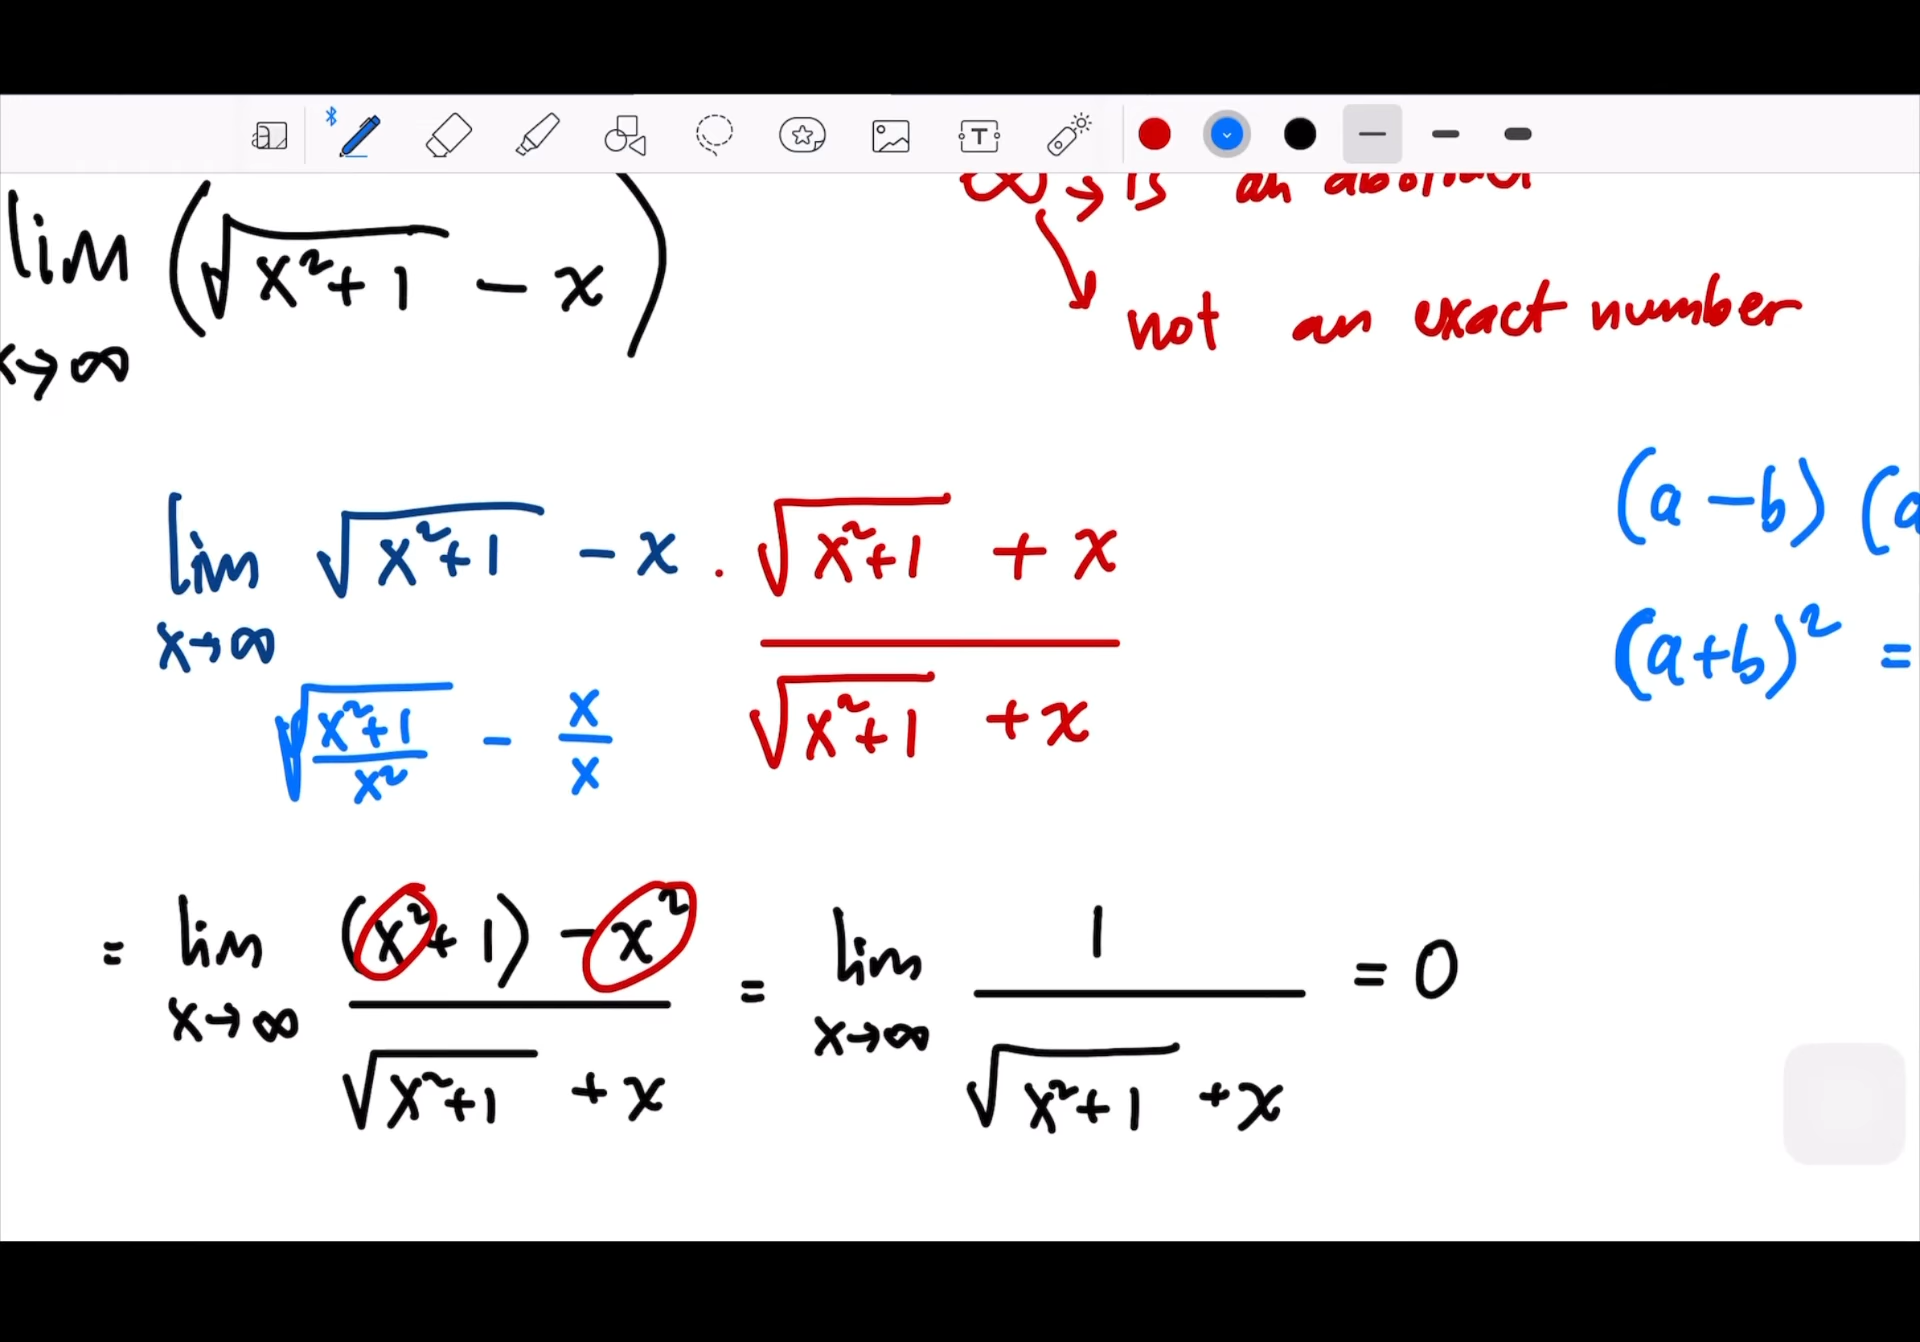 lim (√(x²+1) − x)
x→∞
∞ → is an abstract
not an exact number
lim √(x²+1) − x · (√(x²+1) + x)/(√(x²+1) + x)
x→∞
√((x²+1)/x²) − x/x
(a−b)(a
(a+b)² =
= lim ((x²+1) − x²)/(√(x²+1) + x) = lim 1/(√(x²+1) + x) = 0
x→∞ x→∞